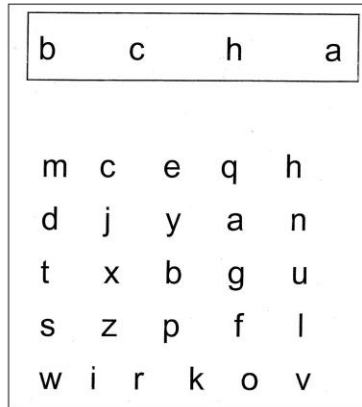 b c h a
m c e q h
d j y a n
t x b g u
s z p f l
w i r k o v